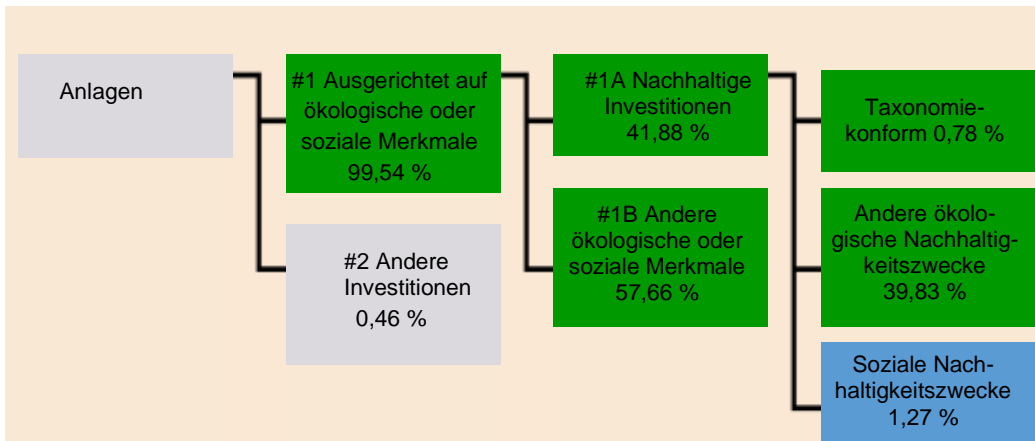 Anlagen
#1 Ausgerichtet auf
ökologische oder
soziale Merkmale
99,54 %
#2 Andere
Investitionen
0,46 %
#1A Nachhaltige
Investitionen
41,88 %
#1B Andere
ökologische oder
soziale Merkmale
57,66 %
Taxonomie-
konform 0,78 %
Andere ökolo-
gische Nachhaltig-
keitszwecke
39,83 %
Soziale Nach-
haltigkeitszwecke
1,27 %